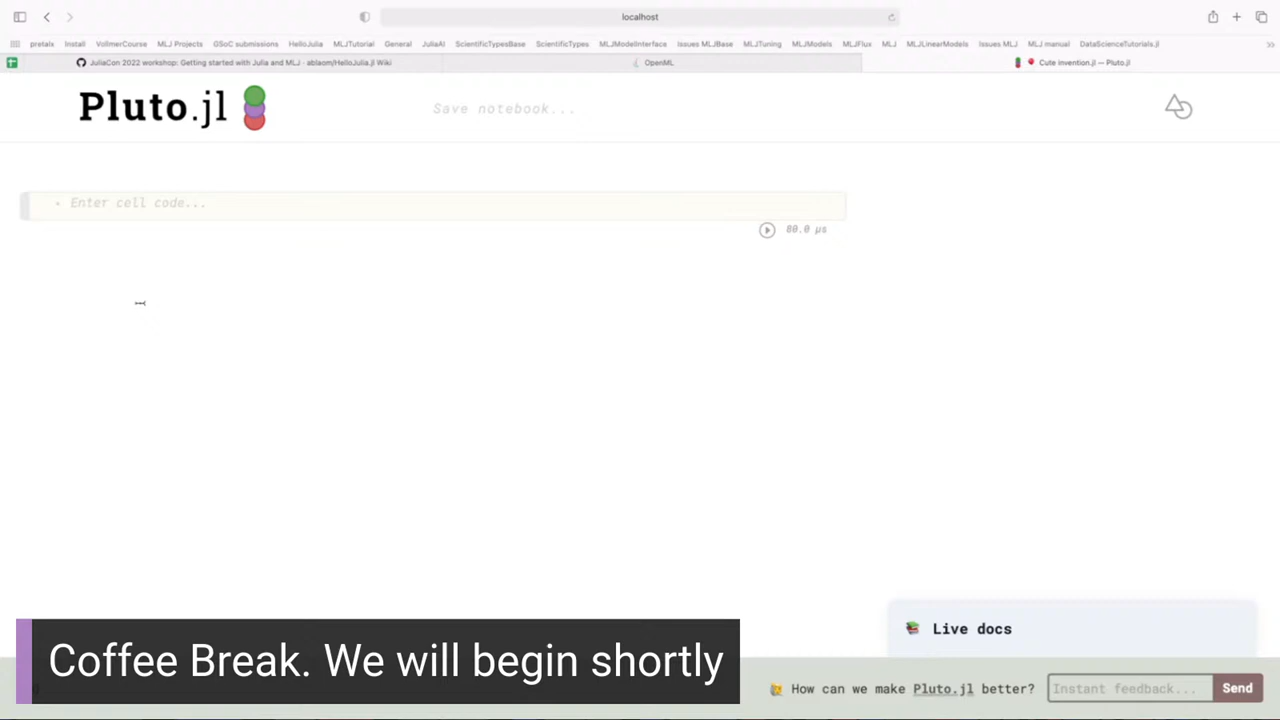 localhost
pretals Install VollmerCourse MLJ Projects GSoC submissions HelloJulia MLJTutorial General JuliaAI ScientificTypesBase ScientificTypes MLJModelInterface Issues MLJBase MLJTuning MLJModels MLJFlux MLJ MLJLinearModels Issues MLJ MLJ manual DataScienceTutorials.jl >>
JuliaCon 2022 workshop: Getting started with Julia and MLJ · ablaom/HelloJulia.jl Wiki
OpenML
Cute invention.jl — Pluto.jl
Pluto.jl
Save notebook...
Enter cell code...
80.0 µs
Live docs
Coffee Break. We will begin shortly
How can we make Pluto.jl better? Instant feedback... Send